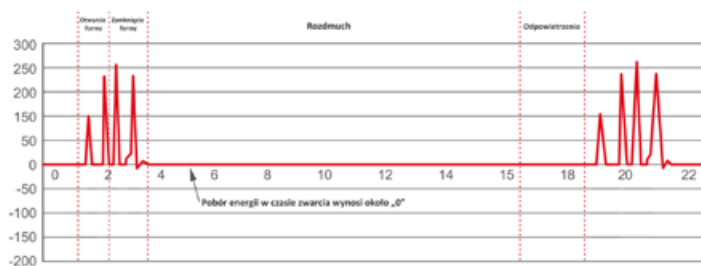 Otwarcie
formy
Zamknięcie
formy
Rozdmuch
Odpowietrzenie
300
250
200
150
100
50
0
-50
-100
-150
-200
0 2 4 6 8 10 12 14 15 18 20 22
Pobór energii w czasie zwarcia wynosi około „0”